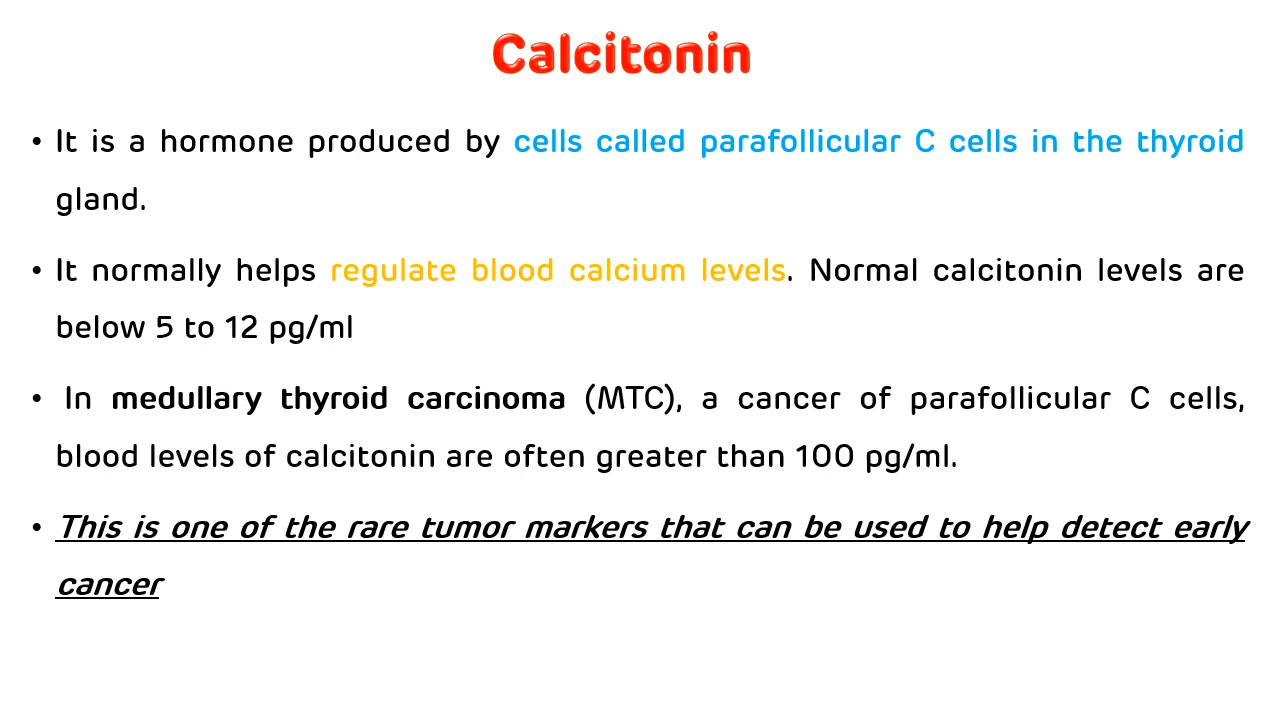 Calcitonin
• It is a hormone produced by cells called parafollicular C cells in the thyroid
gland.
• It normally helps regulate blood calcium levels. Normal calcitonin levels are
below 5 to 12 pg/ml
• In medullary thyroid carcinoma (MTC), a cancer of parafollicular C cells,
blood levels of calcitonin are often greater than 100 pg/ml.
• This is one of the rare tumor markers that can be used to help detect early
cancer